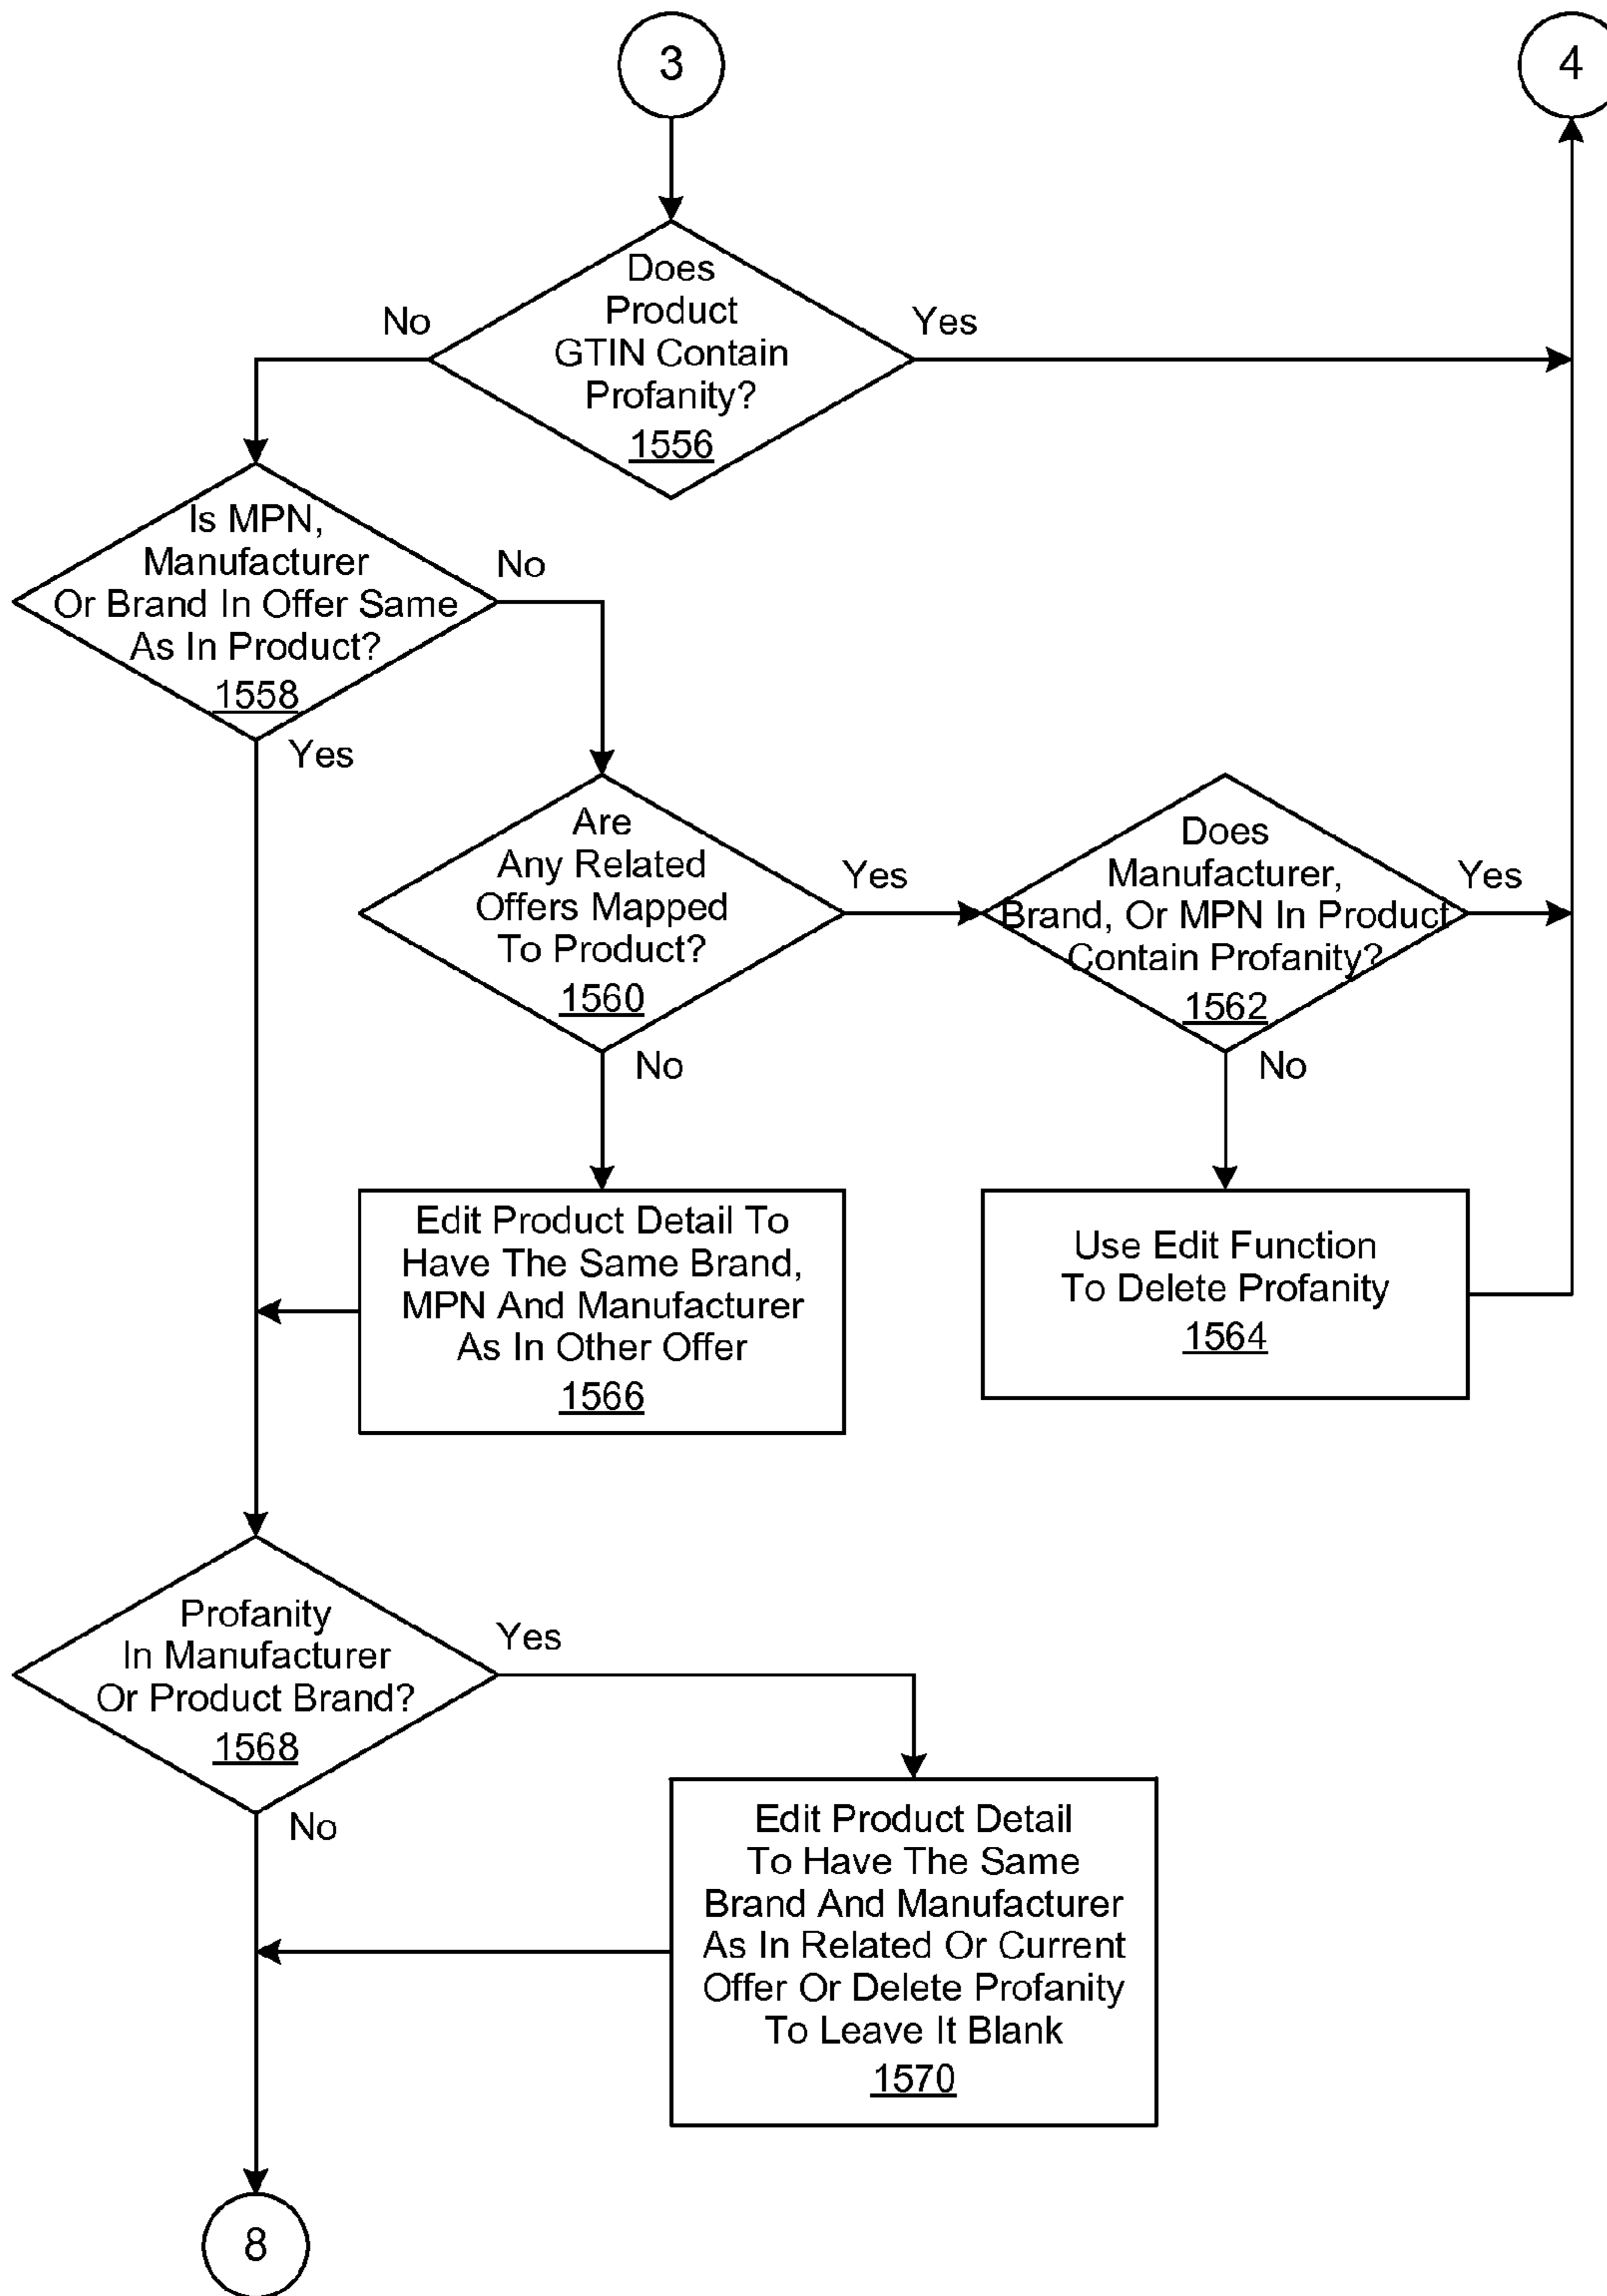 3
4
Does
Product
GTIN Contain
Profanity?
1556
No
Yes
Is MPN,
Manufacturer
Or Brand In Offer Same
As In Product?
1558
No
Yes
Are
Any Related
Offers Mapped
To Product?
1560
Yes
No
Does
Manufacturer,
Brand, Or MPN In Product
Contain Profanity?
1562
Yes
No
Edit Product Detail To
Have The Same Brand,
MPN And Manufacturer
As In Other Offer
1566
Use Edit Function
To Delete Profanity
1564
Profanity
In Manufacturer
Or Product Brand?
1568
Yes
No
Edit Product Detail
To Have The Same
Brand And Manufacturer
As In Related Or Current
Offer Or Delete Profanity
To Leave It Blank
1570
8